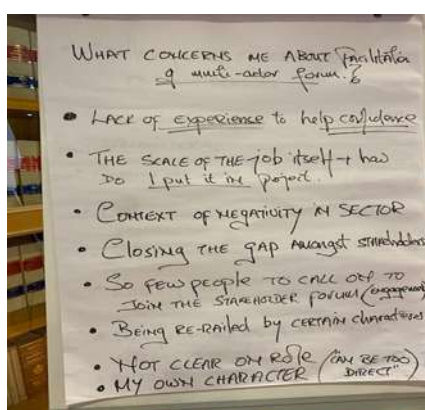 WHAT CONCERNS ME ABOUT Facilitation
of multi-actor forum?
• LACK OF experience to help confidence
• THE SCALE OF THE job itself + how
DO I put it in project.
• CONTEXT OF NEGATIVITY IN SECTOR
• Closing THE gap Amongst stakeholders
• So few people TO CALL OFF TO
JOIN THE STAKEHOLDER forum (engagement)
• Being RE-RAILED by CERTAIN characters
• NOT CLEAR ON ROLE
• MY OWN CHARACTER ("CAN BE TOO
DIRECT")